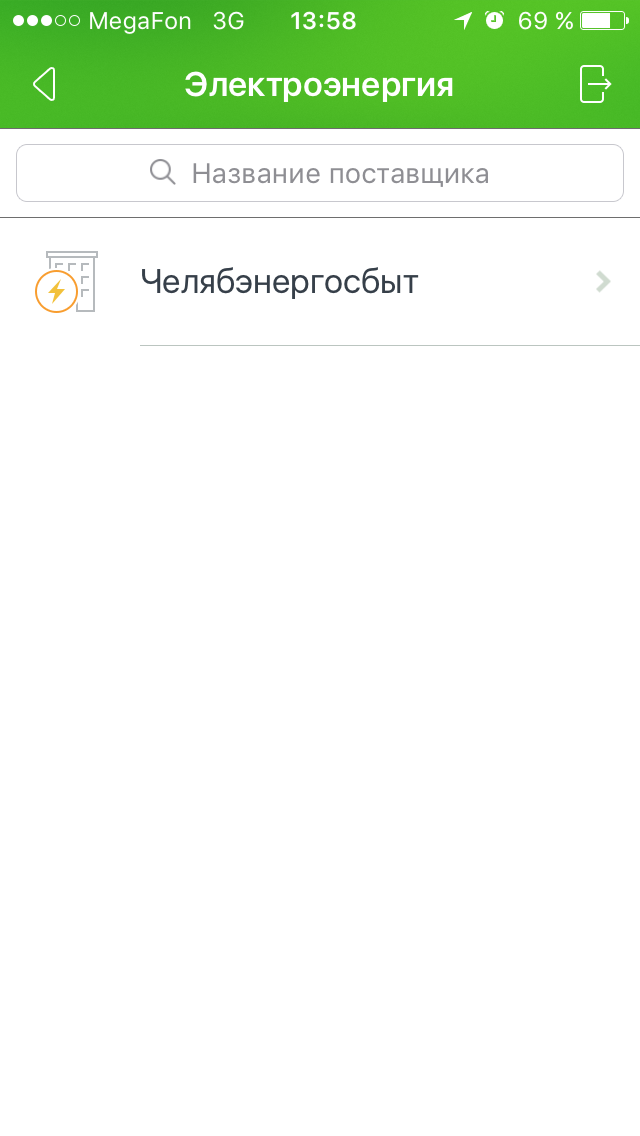 MegaFon 3G 13:58 69 %
Электроэнергия
Название поставщика
Челябэнергосбыт